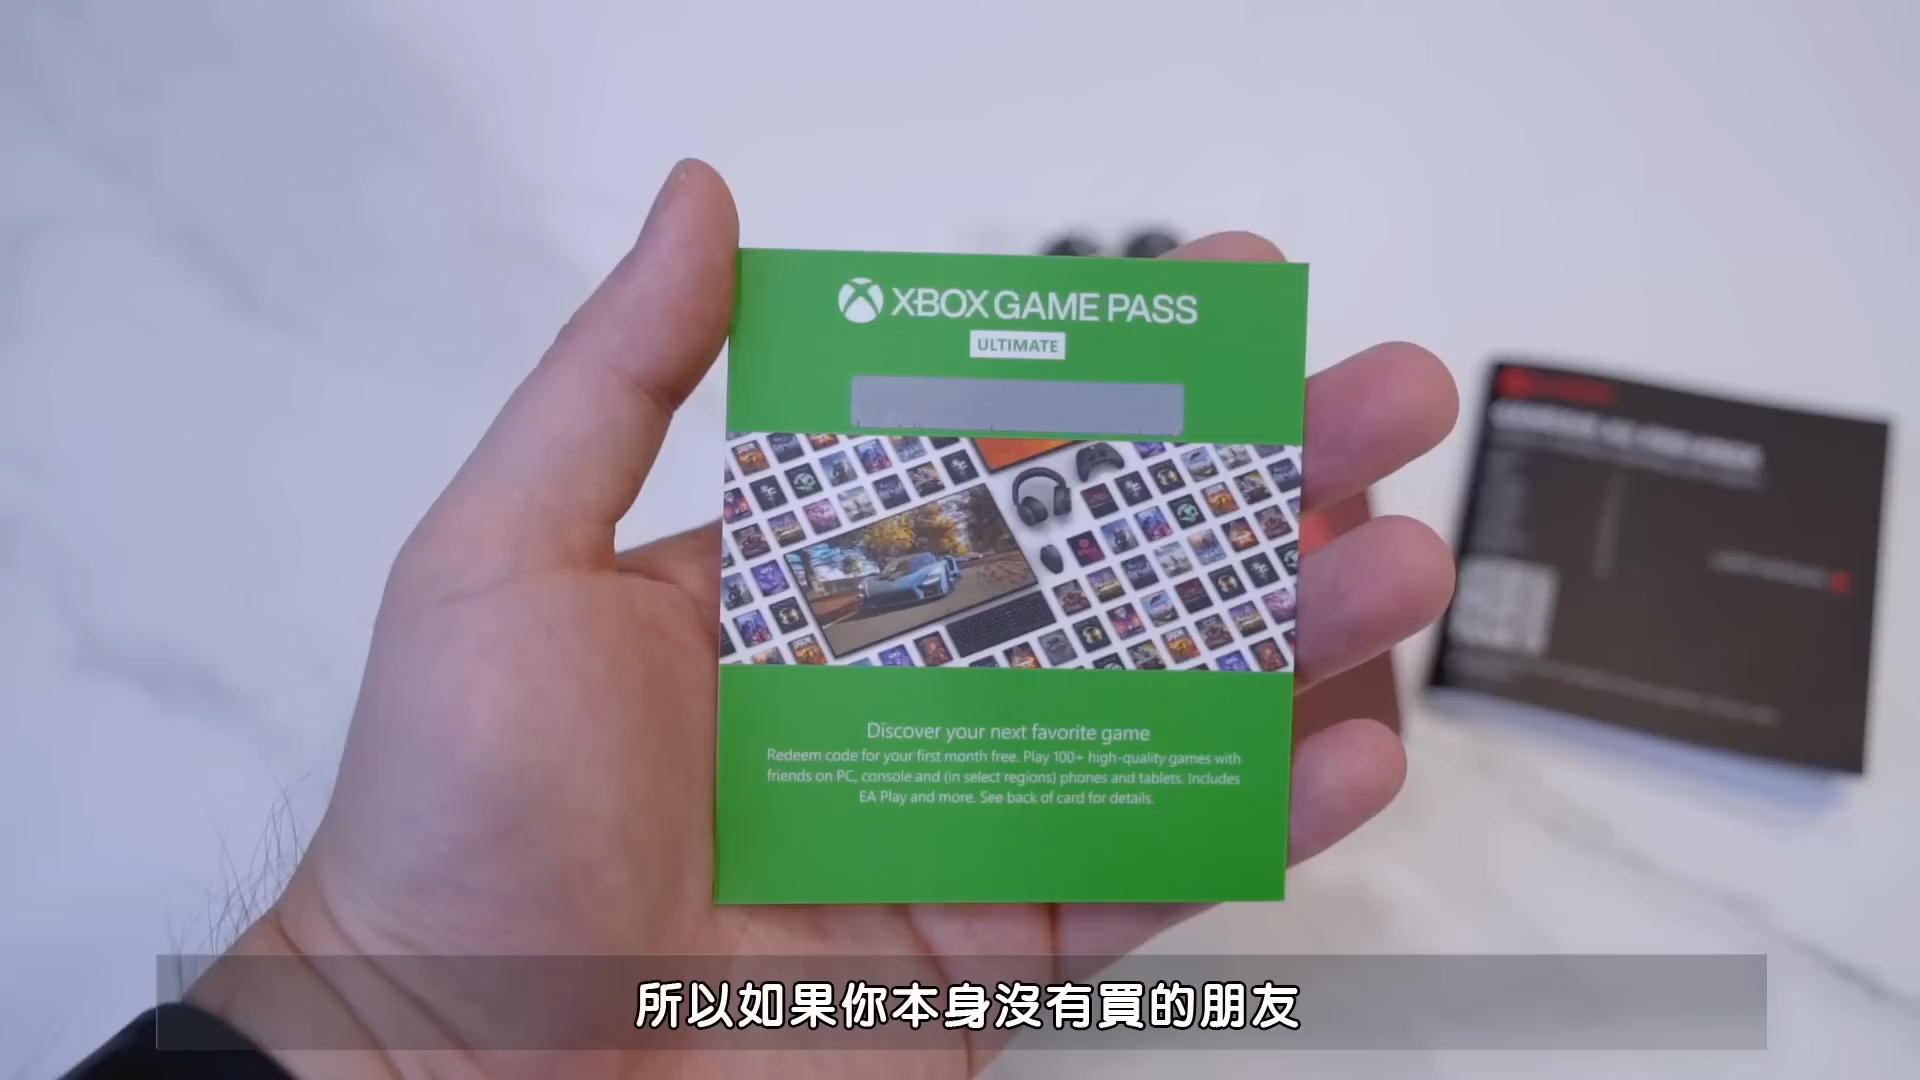 XBOX GAME PASS
ULTIMATE
Discover your next favorite game
Redeem code for your first month free. Play 100+ high-quality games with
friends on PC, console and (in select regions) phones and tablets. Includes
EA Play and more. See back of card for details.
所以如果你本身沒有買的朋友